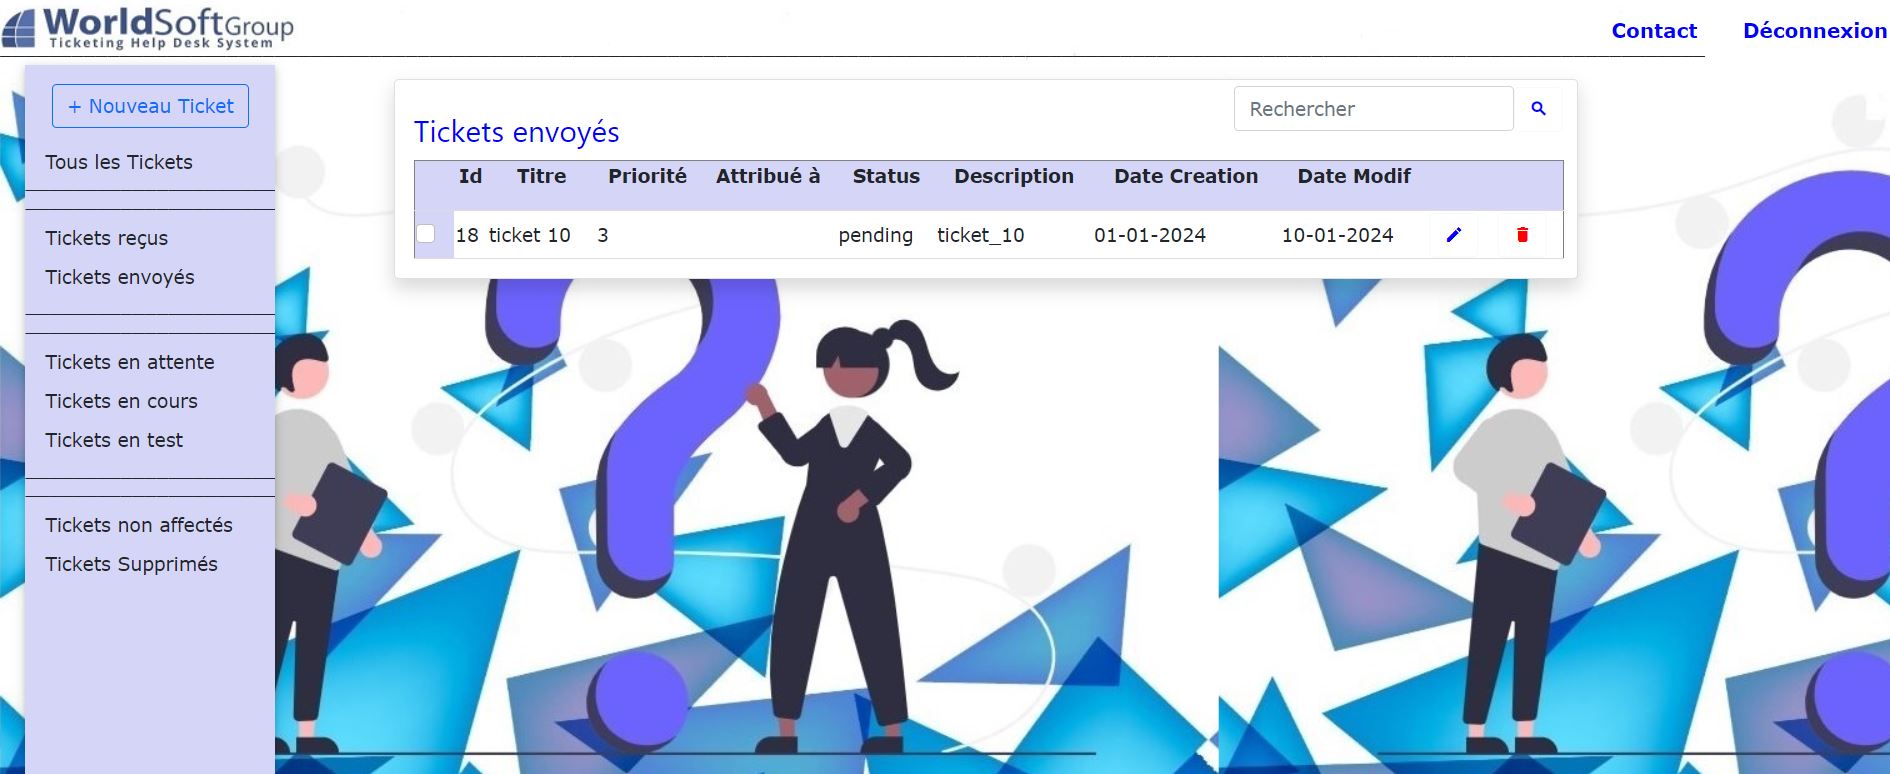 WorldSoftGroup
Ticketing Help Desk System
Contact Déconnexion
+ Nouveau Ticket
Tous les Tickets
Tickets reçus
Tickets envoyés
Tickets en attente
Tickets en cours
Tickets en test
Tickets non affectés
Tickets Supprimés
Rechercher
Tickets envoyés
Id Titre Priorité Attribué à Status Description Date Creation Date Modif
18 ticket 10 3 pending ticket_10 01-01-2024 10-01-2024